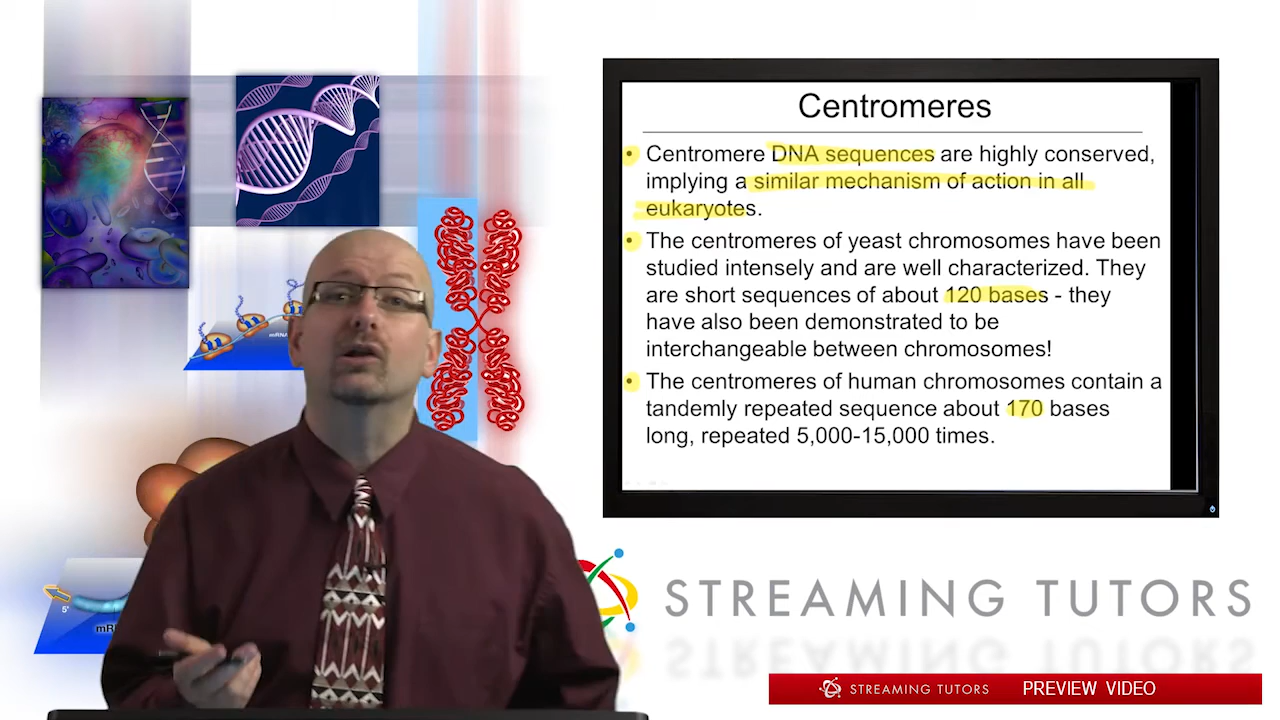 Centromeres
• Centromere DNA sequences are highly conserved,
implying a similar mechanism of action in all
eukaryotes.
• The centromeres of yeast chromosomes have been
studied intensely and are well characterized. They
are short sequences of about 120 bases - they
have also been demonstrated to be
interchangeable between chromosomes!
• The centromeres of human chromosomes contain a
tandemly repeated sequence about 170 bases
long, repeated 5,000-15,000 times.
mRNA
5'
STREAMING TUTORS
STREAMING TUTORS PREVIEW VIDEO